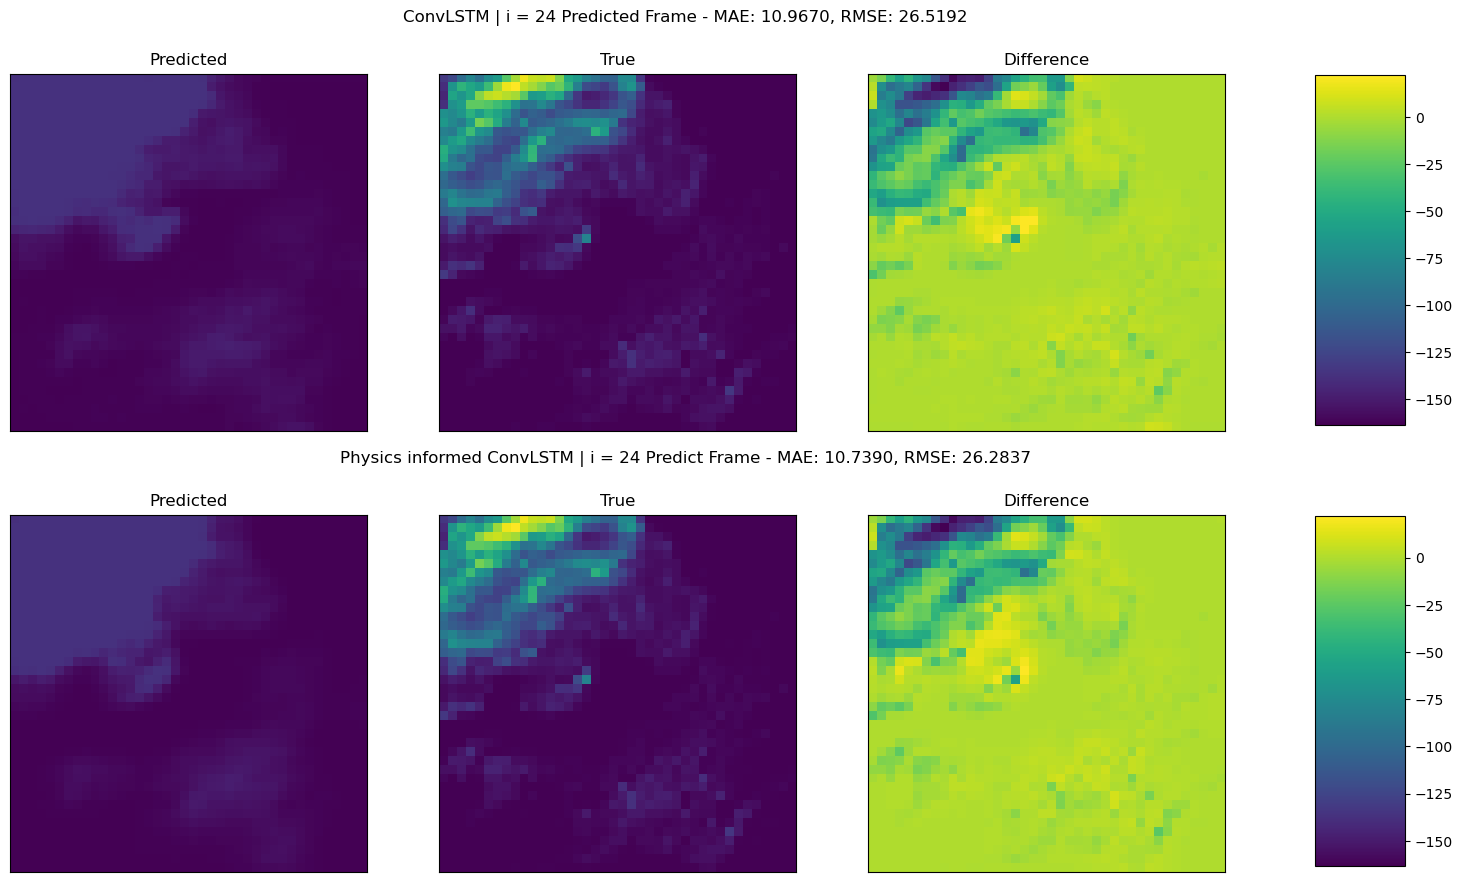 ConvLSTM | i = 24 Predicted Frame - MAE: 10.9670, RMSE: 26.5192
Predicted
True
Difference
0
−25
−50
−75
−100
−125
−150
Physics informed ConvLSTM | i = 24 Predict Frame - MAE: 10.7390, RMSE: 26.2837
Predicted
True
Difference
0
−25
−50
−75
−100
−125
−150